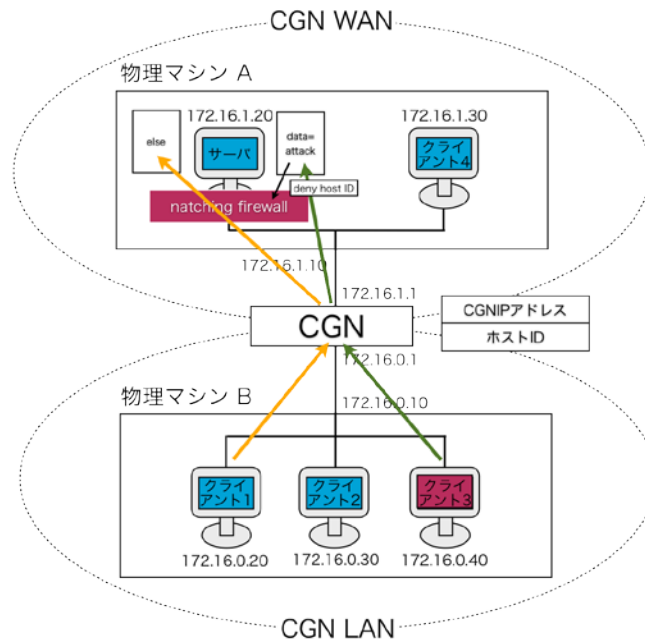 CGN WAN
物理マシン A
172.16.1.20
172.16.1.30
else
サーバ
data=
attack
クライ
アント4
deny host ID
natching firewall
172.16.1.10
172.16.1.1
CGN
CGNIPアドレス
ホストID
172.16.0.1
物理マシン B
172.16.0.10
クライ
アント1
クライ
アント2
クライ
アント3
172.16.0.20
172.16.0.30
172.16.0.40
CGN LAN